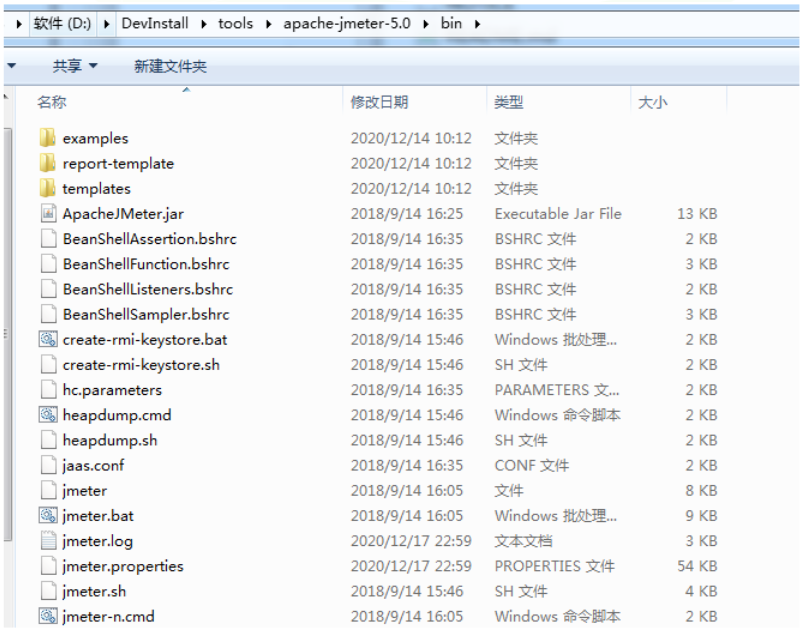 软件 (D:) DevInstall tools apache-jmeter-5.0 bin
共享 新建文件夹
名称 修改日期 类型 大小
examples 2020/12/14 10:12 文件夹
report-template 2020/12/14 10:12 文件夹
templates 2020/12/14 10:12 文件夹
ApacheJMeter.jar 2018/9/14 16:25 Executable Jar File 13 KB
BeanShellAssertion.bshrc 2018/9/14 16:35 BSHRC 文件 2 KB
BeanShellFunction.bshrc 2018/9/14 16:35 BSHRC 文件 3 KB
BeanShellListeners.bshrc 2018/9/14 16:35 BSHRC 文件 2 KB
BeanShellSampler.bshrc 2018/9/14 16:35 BSHRC 文件 3 KB
create-rmi-keystore.bat 2018/9/14 15:46 Windows 批处理... 2 KB
create-rmi-keystore.sh 2018/9/14 15:46 SH 文件 2 KB
hc.parameters 2018/9/14 16:35 PARAMETERS 文... 2 KB
heapdump.cmd 2018/9/14 15:46 Windows 命令脚本 2 KB
heapdump.sh 2018/9/14 15:46 SH 文件 2 KB
jaas.conf 2018/9/14 16:35 CONF 文件 2 KB
jmeter 2018/9/14 16:05 文件 8 KB
jmeter.bat 2018/9/14 16:05 Windows 批处理... 9 KB
jmeter.log 2020/12/17 22:59 文本文档 3 KB
jmeter.properties 2020/12/17 22:59 PROPERTIES 文件 54 KB
jmeter.sh 2018/9/14 15:46 SH 文件 4 KB
jmeter-n.cmd 2018/9/14 16:05 Windows 命令脚本 2 KB